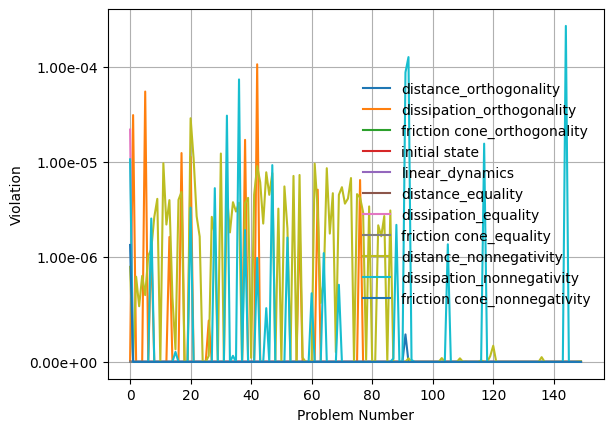 1.00e-04
1.00e-05
1.00e-06
0.00e+00
Violation
distance_orthogonality
dissipation_orthogonality
friction cone_orthogonality
initial state
linear_dynamics
distance_equality
dissipation_equality
friction cone_equality
distance_nonnegativity
dissipation_nonnegativity
friction cone_nonnegativity
0 20 40 60 80 100 120 140
Problem Number